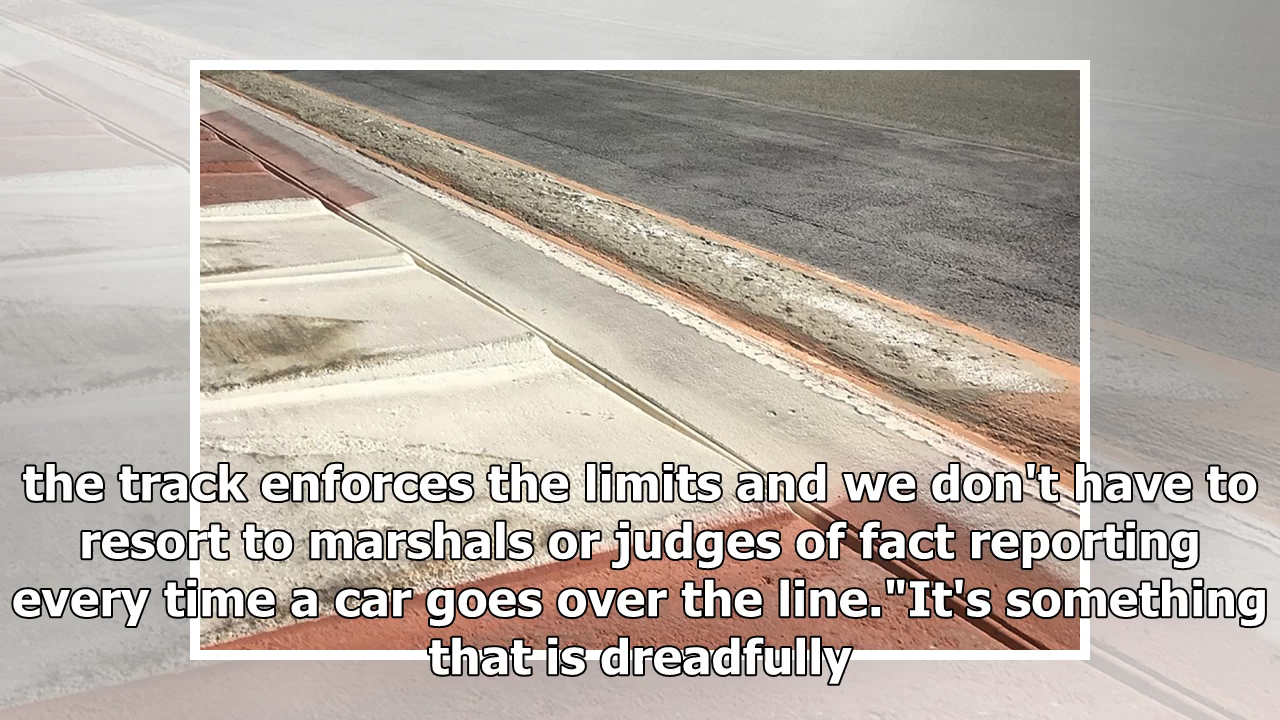 the track enforces the limits and we don't have to
resort to marshals or judges of fact reporting
every time a car goes over the line."It's something
that is dreadfully